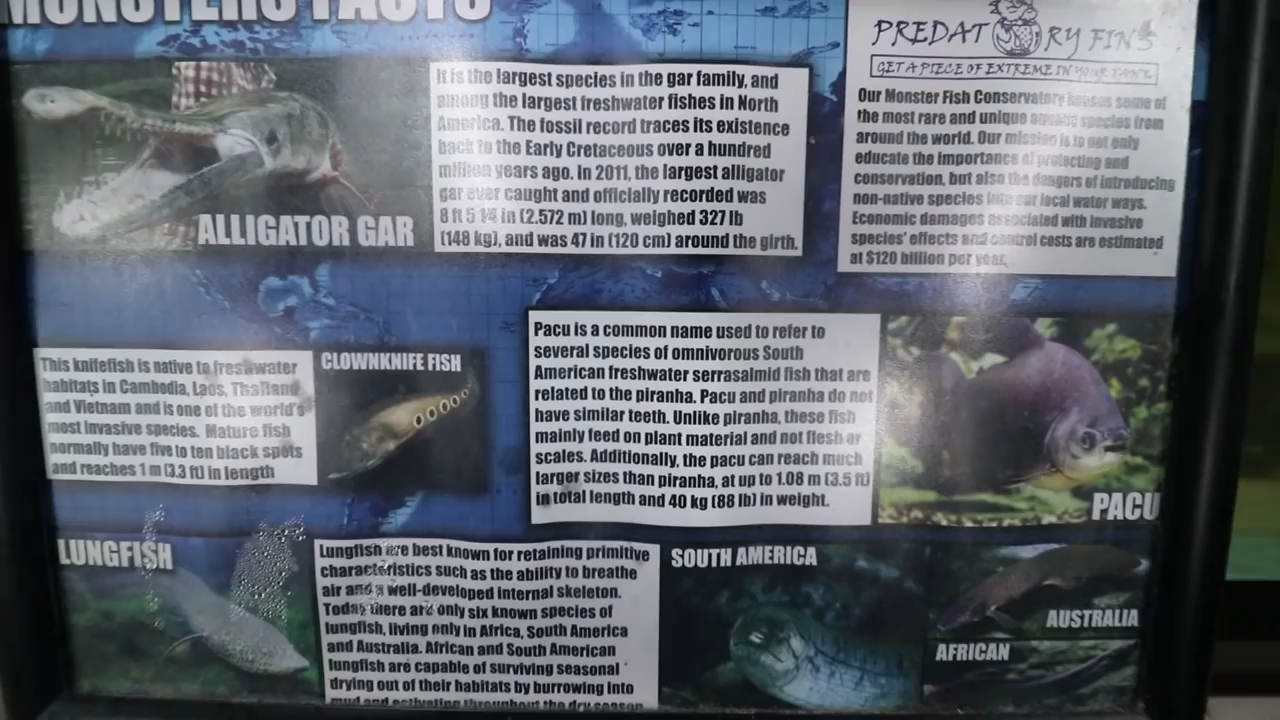 MONSTERS FACTS
It is the largest species in the gar family, and
among the largest freshwater fishes in North
America. The fossil record traces its existence
back to the Early Cretaceous over a hundred
million years ago. In 2011, the largest alligator
gar ever caught and officially recorded was
8 ft 5 1⁄4 in (2.572 m) long, weighed 327 lb
(148 kg), and was 47 in (120 cm) around the girth.
ALLIGATOR GAR
PREDATORY FINS
GET A PIECE OF EXTREME IN YOUR TANK
Our Monster Fish Conservatory houses some of
the most rare and unique aquatic species from
around the world. Our mission is to not only
educate the importance of protecting and
conservation, but also the dangers of introducing
non-native species into our local water ways.
Economic damages associated with invasive
species' effects and control costs are estimated
at $120 billion per year.
This knifefish is native to freshwater
habitats in Cambodia, Laos, Thailand
and Vietnam and is one of the world's
most invasive species. Mature fish
normally have five to ten black spots
and reaches 1 m (3.3 ft) in length
CLOWNKNIFE FISH
Pacu is a common name used to refer to
several species of omnivorous South
American freshwater serrasalmid fish that are
related to the piranha. Pacu and piranha do not
have similar teeth. Unlike piranha, these fish
mainly feed on plant material and not flesh or
scales. Additionally, the pacu can reach much
larger sizes than piranha, at up to 1.08 m (3.5 ft)
in total length and 40 kg (88 lb) in weight.
PACU
LUNGFISH
Lungfish are best known for retaining primitive
characteristics such as the ability to breathe
air and a well-developed internal skeleton.
Today there are only six known species of
lungfish, living only in Africa, South America
and Australia. African and South American
lungfish are capable of surviving seasonal
drying out of their habitats by burrowing into
mud and estivating throughout the dry season
SOUTH AMERICA
AUSTRALIA
AFRICAN